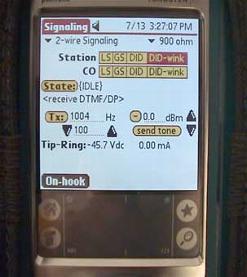 Signaling 7/13 3:27:07 PM
2-wire Signaling 900 ohm
Station LS GS DID DID-wink
CO LS GS DID DID-wink
State: {IDLE}
<receive DTMF/DP>
Tx: 1004 Hz - 0.0 dBm
100 send tone
Tip-Ring: -45.7 Vdc 0.00 mA
On-hook